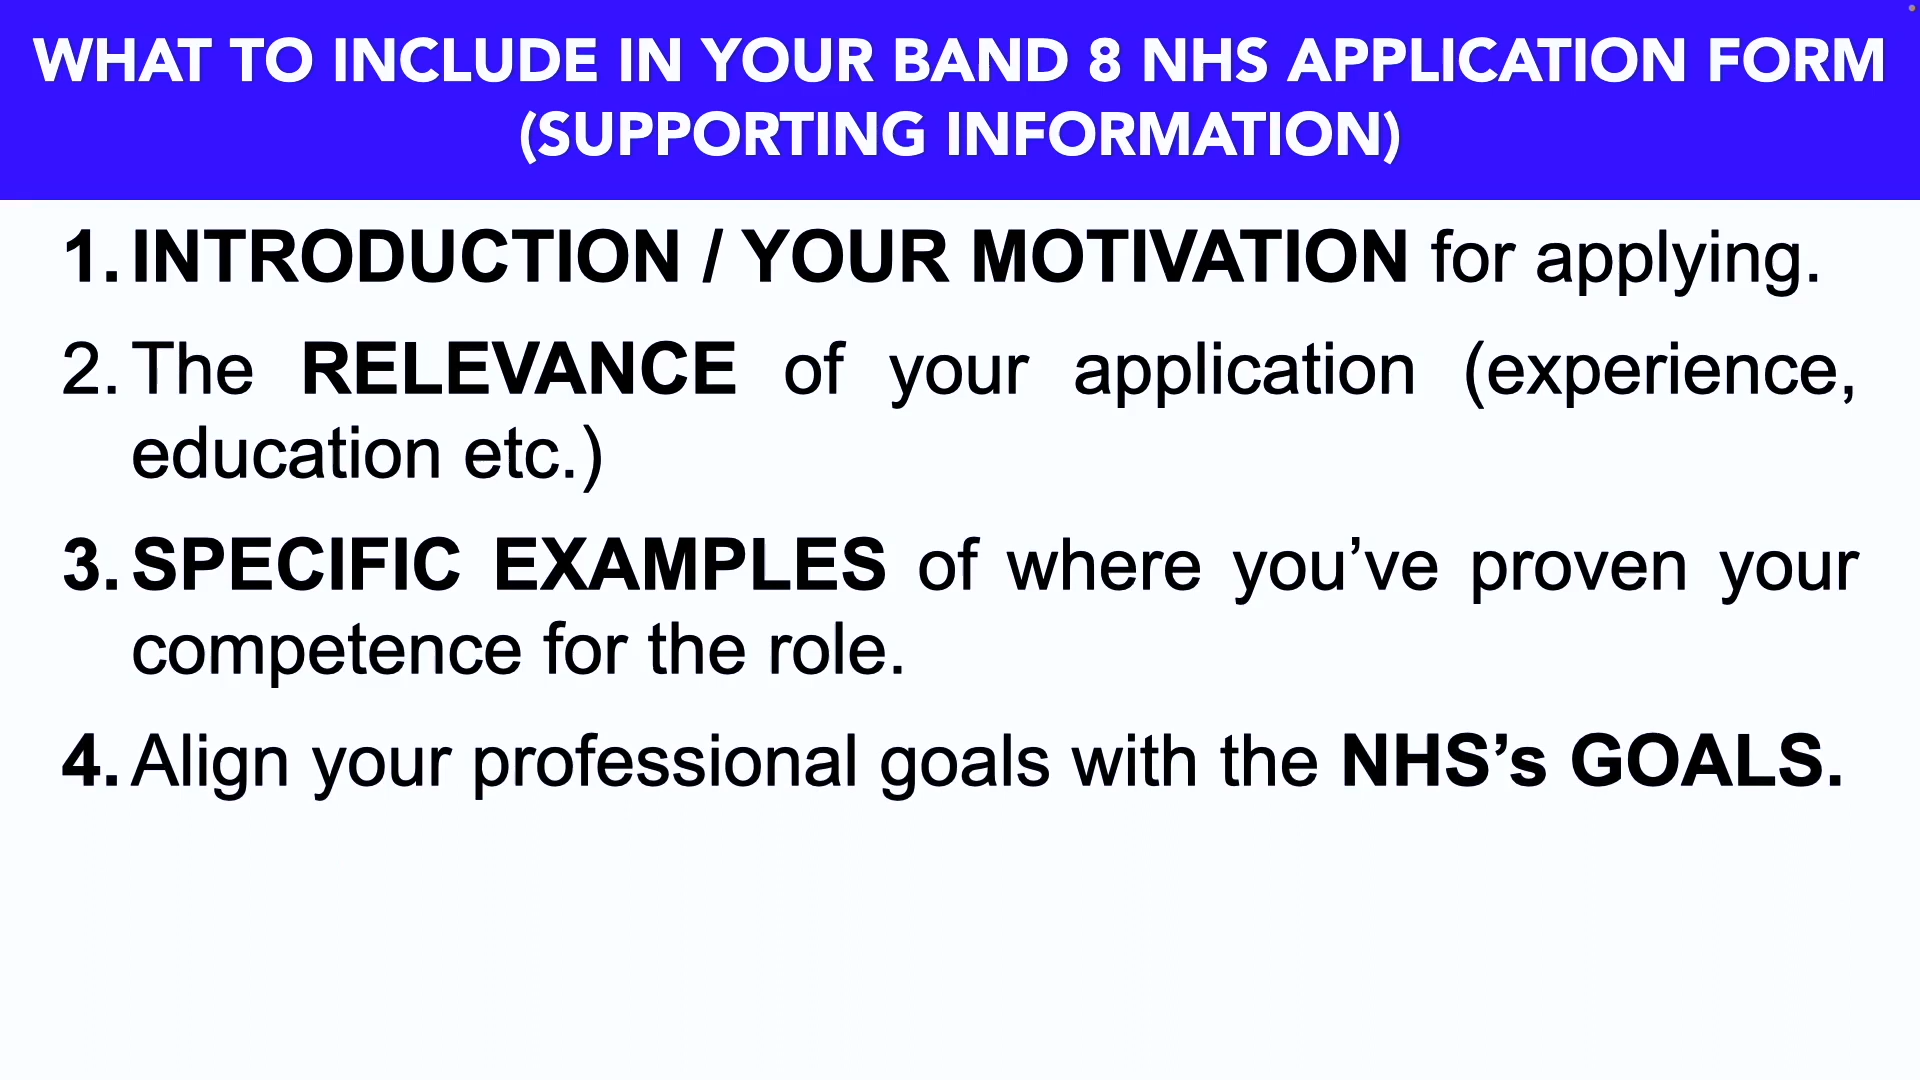 WHAT TO INCLUDE IN YOUR BAND 8 NHS APPLICATION FORM
(SUPPORTING INFORMATION)
1. INTRODUCTION / YOUR MOTIVATION for applying.
2. The RELEVANCE of your application (experience,
education etc.)
3. SPECIFIC EXAMPLES of where you’ve proven your
competence for the role.
4. Align your professional goals with the NHS’s GOALS.